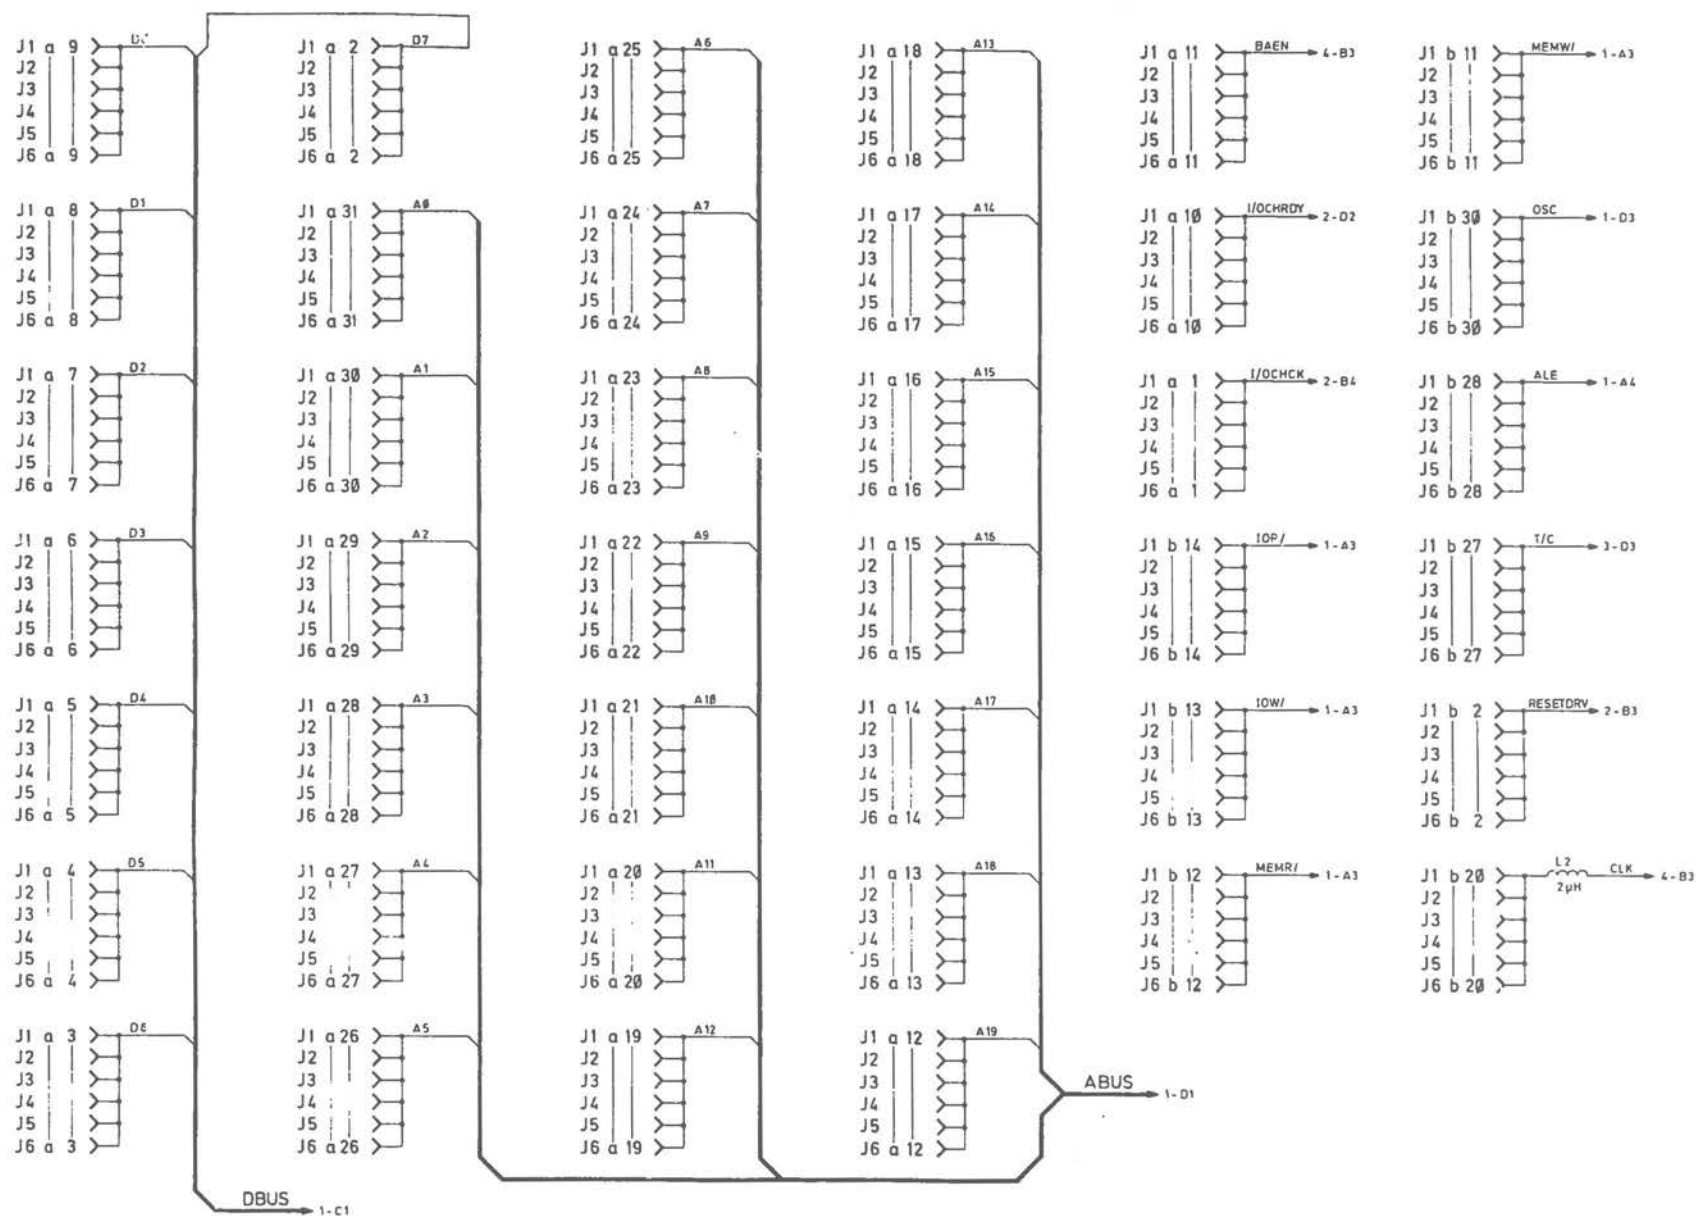 J1 a 9
J2
J3
J4
J5
J6 a 9
J1 a 8 D1
J2
J3
J4
J5
J6 a 8
J1 a 7 D2
J2
J3
J4
J5
J6 a 7
J1 a 6 D3
J2
J3
J4
J5
J6 a 6
J1 a 5 D4
J2
J3
J4
J5
J6 a 5
J1 a 4 D5
J2
J3
J4
J5
J6 a 4
J1 a 3 D6
J2
J3
J4
J5
J6 a 3
DBUS 1-C1
J1 a 2 D7
J2
J3
J4
J5
J6 a 2
J1 a 31 AØ
J2
J3
J4
J5
J6 a 31
J1 a 3Ø A1
J2
J3
J4
J5
J6 a 3Ø
J1 a 29 A2
J2
J3
J4
J5
J6 a 29
J1 a 28 A3
J2
J3
J4
J5
J6 a 28
J1 a 27 A4
J2
J3
J4
J5
J6 a 27
J1 a 26 A5
J2
J3
J4
J5
J6 a 26
J1 a 25 A6
J2
J3
J4
J5
J6 a 25
J1 a 24 A7
J2
J3
J4
J5
J6 a 24
J1 a 23 A8
J2
J3
J4
J5
J6 a 23
J1 a 22 A9
J2
J3
J4
J5
J6 a 22
J1 a 21 A1Ø
J2
J3
J4
J5
J6 a 21
J1 a 2Ø A11
J2
J3
J4
J5
J6 a 2Ø
J1 a 19 A12
J2
J3
J4
J5
J6 a 19
J1 a 18 A13
J2
J3
J4
J5
J6 a 18
J1 a 17 A14
J2
J3
J4
J5
J6 a 17
J1 a 16 A15
J2
J3
J4
J5
J6 a 16
J1 a 15 A16
J2
J3
J4
J5
J6 a 15
J1 a 14 A17
J2
J3
J4
J5
J6 a 14
J1 a 13 A18
J2
J3
J4
J5
J6 a 13
J1 a 12 A19
J2
J3
J4
J5
J6 a 12
ABUS 1-D1
J1 a 11 BAEN 4-B3
J2
J3
J4
J5
J6 a 11
J1 a 1Ø I/OCHRDY 2-D2
J2
J3
J4
J5
J6 a 1Ø
J1 a 1 I/OCHCK 2-B4
J2
J3
J4
J5
J6 a 1
J1 b 14 IOP/ 1-A3
J2
J3
J4
J5
J6 b 14
J1 b 13 IOW/ 1-A3
J2
J3
J4
J5
J6 b 13
J1 b 12 MEMR/ 1-A3
J2
J3
J4
J5
J6 b 12
J1 b 11 MEMW/ 1-A3
J2
J3
J4
J5
J6 b 11
J1 b 3Ø OSC 1-D3
J2
J3
J4
J5
J6 b 3Ø
J1 b 28 ALE 1-A4
J2
J3
J4
J5
J6 b 28
J1 b 27 T/C 3-D3
J2
J3
J4
J5
J6 b 27
J1 b 2 RESETDRV 2-B3
J2
J3
J4
J5
J6 b 2
J1 b 2Ø L2 2µH CLK 4-B3
J2
J3
J4
J5
J6 b 2Ø